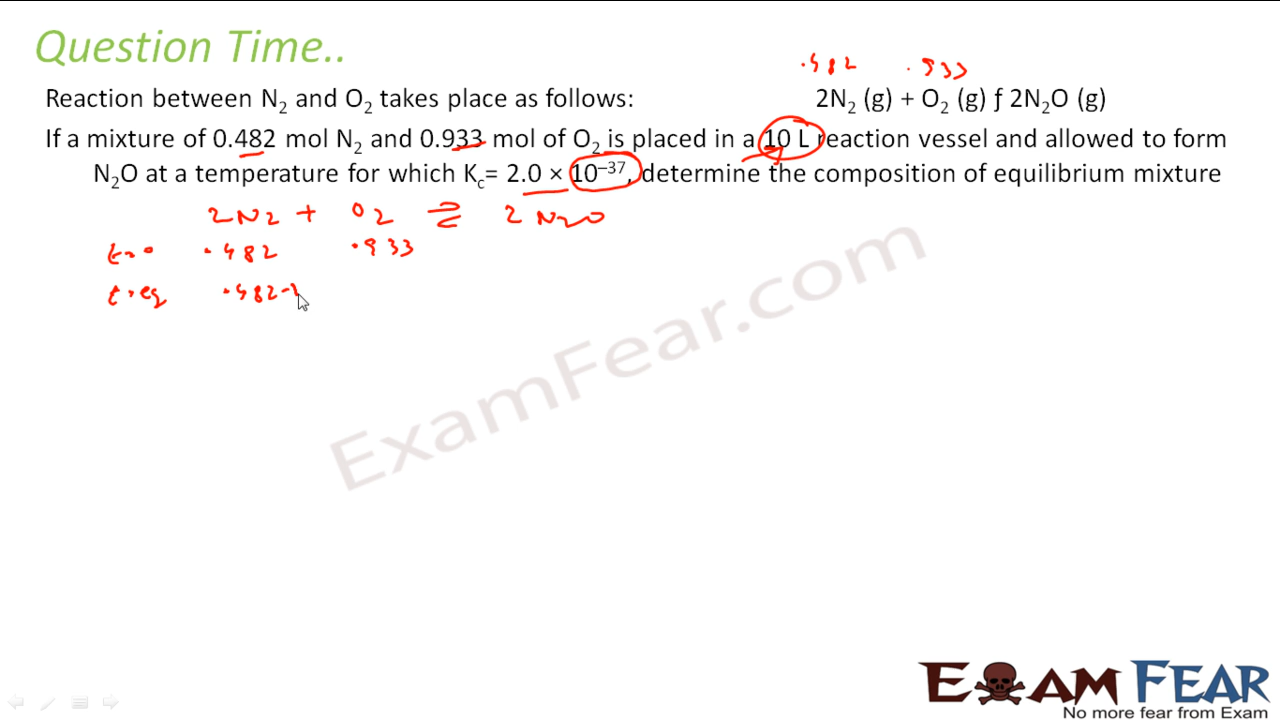 Question Time..
.482 .933
Reaction between N₂ and O₂ takes place as follows: 2N₂ (g) + O₂ (g) ƒ 2N₂O (g)
If a mixture of 0.482 mol N₂ and 0.933 mol of O₂ is placed in a 10 L reaction vessel and allowed to form
N₂O at a temperature for which K꜀= 2.0 × 10⁻³⁷, determine the composition of equilibrium mixture
2N₂ + O₂ ⇌ 2N₂O
t=0 .482 .933
t=eq .482-
ExamFear.com
EXAM FEAR
No more fear from Exam